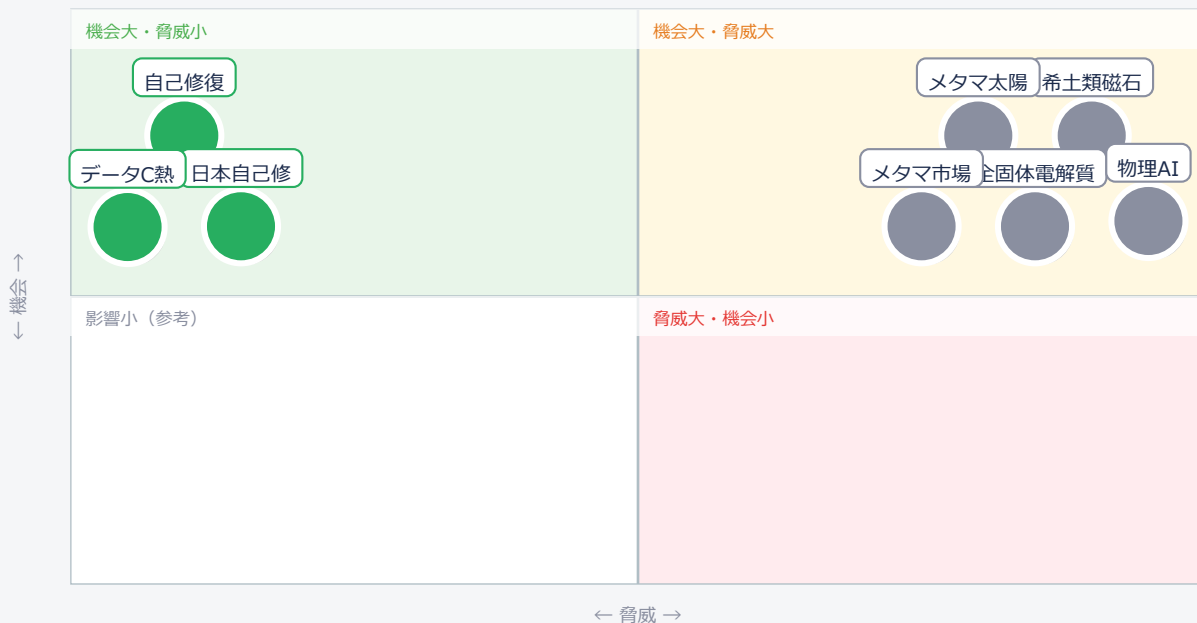 機会大・脅威小
機会大・脅威大
自己修復
メタマ太陽
希土類磁石
データC熱
日本自己修
メタマ市場
全固体電解質
物理AI
← 機会 →
影響小（参考）
脅威大・機会小
← 脅威 →